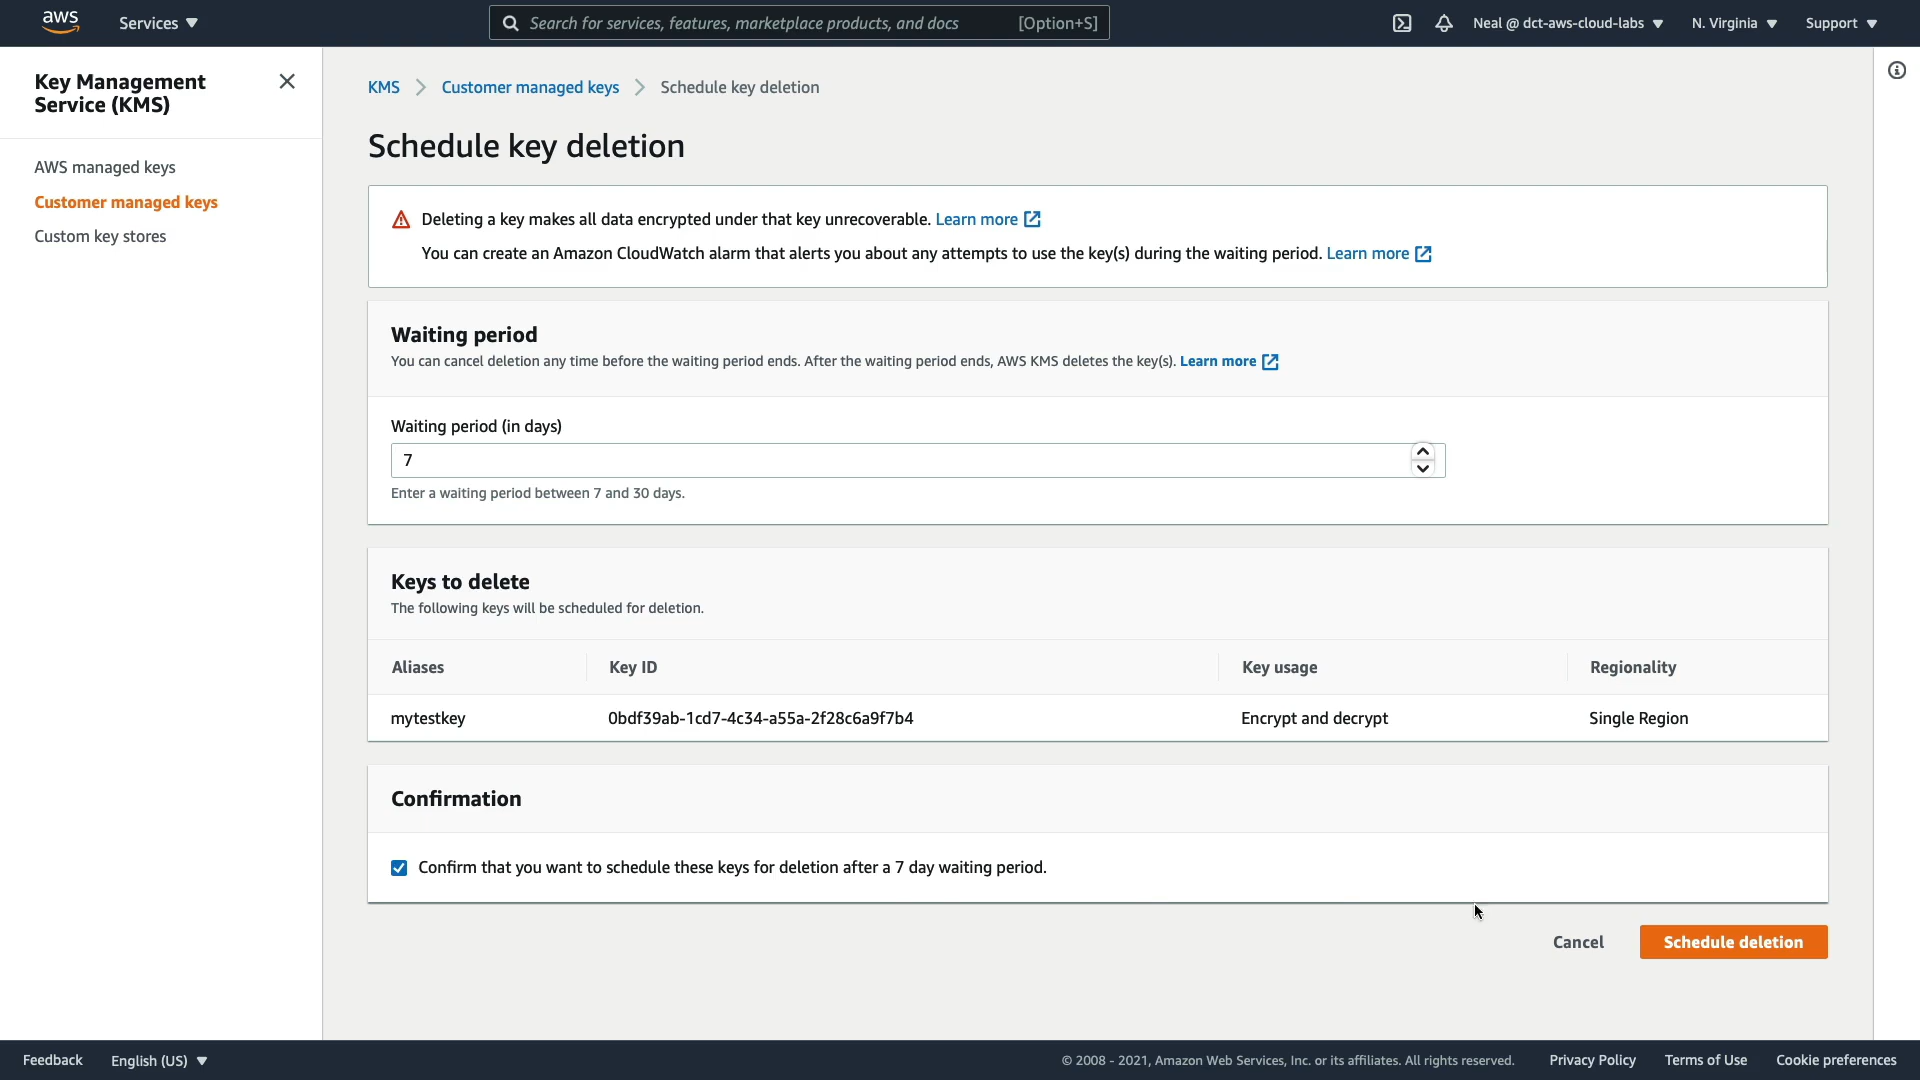 aws
Services
Search for services, features, marketplace products, and docs [Option+S]
Neal @ dct-aws-cloud-labs
N. Virginia
Support
Key Management
Service (KMS)
AWS managed keys
Customer managed keys
Custom key stores
KMS
Customer managed keys
Schedule key deletion
Schedule key deletion
Deleting a key makes all data encrypted under that key unrecoverable. Learn more
You can create an Amazon CloudWatch alarm that alerts you about any attempts to use the key(s) during the waiting period. Learn more
Waiting period
You can cancel deletion any time before the waiting period ends. After the waiting period ends, AWS KMS deletes the key(s). Learn more
Waiting period (in days)
7
Enter a waiting period between 7 and 30 days.
Keys to delete
The following keys will be scheduled for deletion.
Aliases Key ID Key usage Regionality
mytestkey 0bdf39ab-1cd7-4c34-a55a-2f28c6a9f7b4 Encrypt and decrypt Single Region
Confirmation
Confirm that you want to schedule these keys for deletion after a 7 day waiting period.
Cancel
Schedule deletion
Feedback
English (US)
© 2008 - 2021, Amazon Web Services, Inc. or its affiliates. All rights reserved.
Privacy Policy
Terms of Use
Cookie preferences